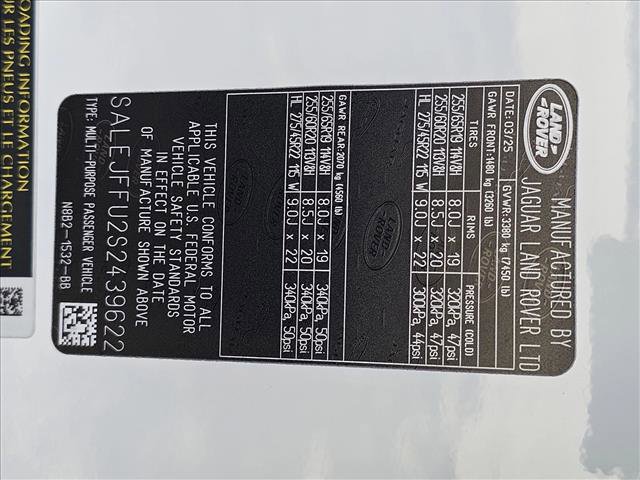 LOADING INFORMATION
UR LES PNEUS ET LE CHARGEMENT
LAND
ROVER
MANUFACTURED BY
JAGUAR LAND ROVER LTD
DATE: 03/25 GVWR: 3380 kg (7450 lb)
GAWR FRONT: 1480 kg (3260 lb)
TIRES RIMS PRESSURE (COLD)
255/65R19 114V&H 8.0J x 19 320kPa, 47psi
255/60R20 113V&H 8.5J x 20 320kPa, 47psi
HL 275/45R22 115 W 9.0J x 22 300kPa, 44psi
GAWR REAR: 2070 kg (4560 lb)
255/65R19 114V&H 8.0J x 19 340kPa, 50psi
255/60R20 113V&H 8.5J x 20 340kPa, 50psi
HL 275/45R22 115 W 9.0J x 22 340kPa, 50psi
THIS VEHICLE CONFORMS TO ALL
APPLICABLE U.S. FEDERAL MOTOR
VEHICLE SAFETY STANDARDS
IN EFFECT ON THE DATE
OF MANUFACTURE SHOWN ABOVE
SALEJFFU2S2439622
TYPE: MULTI-PURPOSE PASSENGER VEHICLE
N8B2-1532-BB